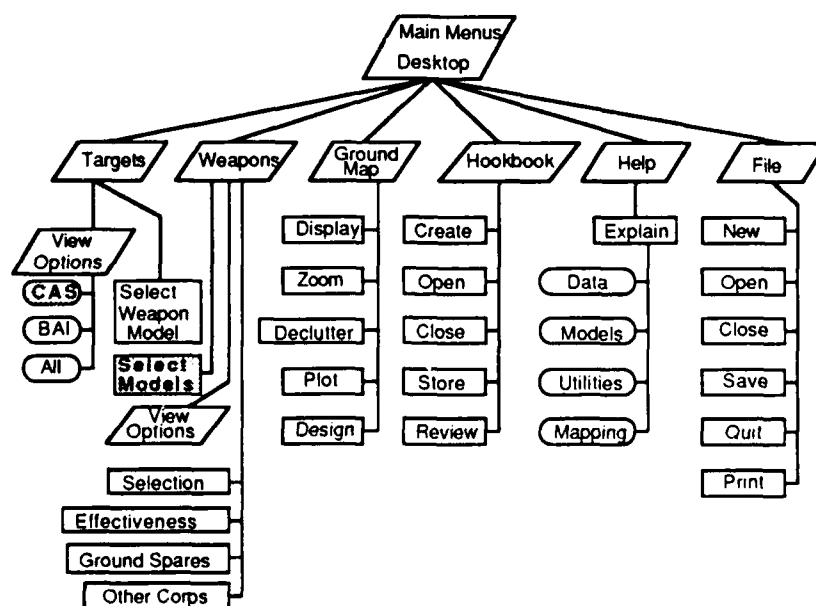 Main Menus
Desktop
Targets
Weapons
Ground
Map
Hookbook
Help
File
View
Options
CAS
BAI
All
Select
Weapon
Model
Select
Models
View
Options
Selection
Effectiveness
Ground Spares
Other Corps
Display
Zoom
Declutter
Plot
Design
Create
Open
Close
Store
Review
Explain
Data
Models
Utilities
Mapping
New
Open
Close
Save
Quit
Print